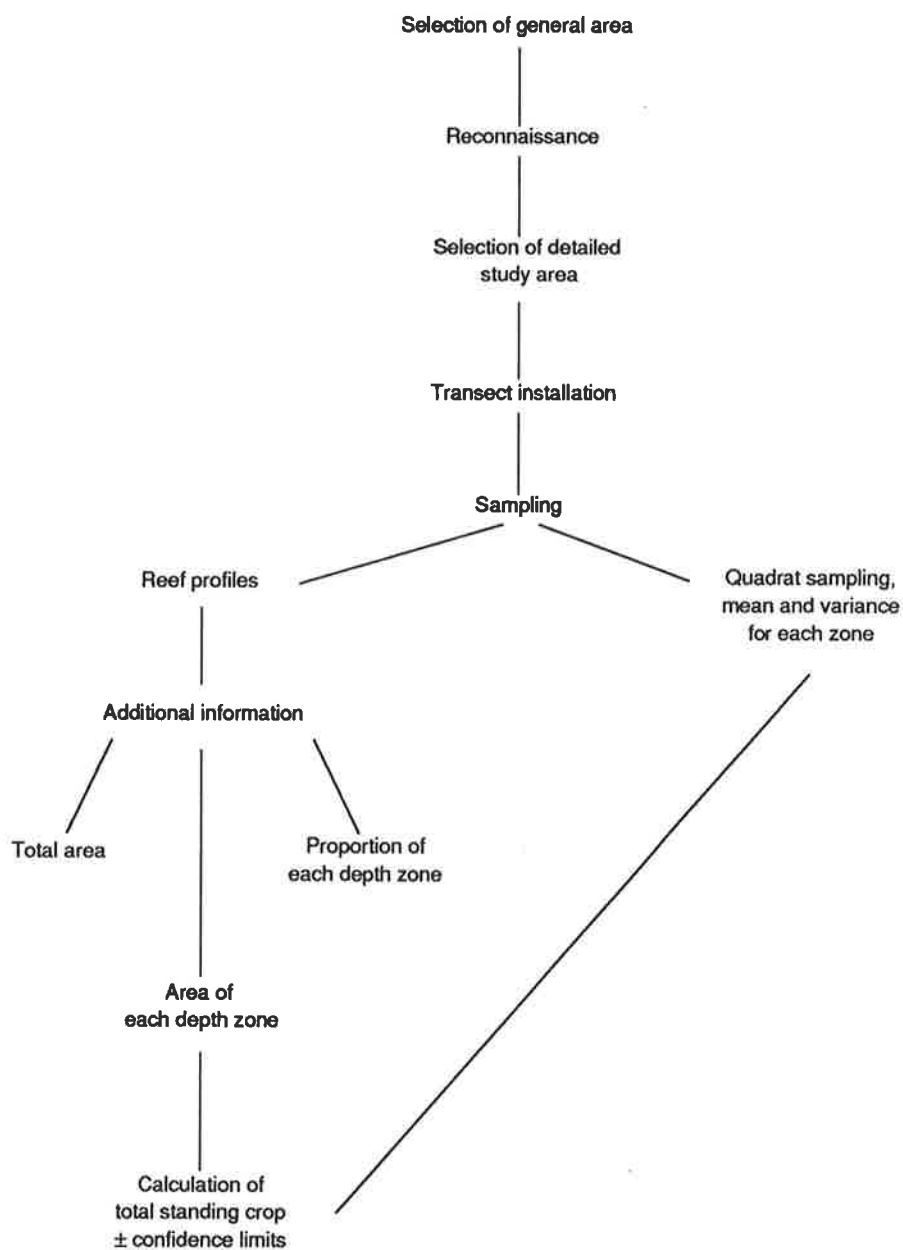 Selection of general area
Reconnaissance
Selection of detailed
study area
Transect installation
Sampling
Reef profiles
Quadrat sampling,
mean and variance
for each zone
Additional information
Total area
Proportion of
each depth zone
Area of
each depth zone
Calculation of
total standing crop
± confidence limits